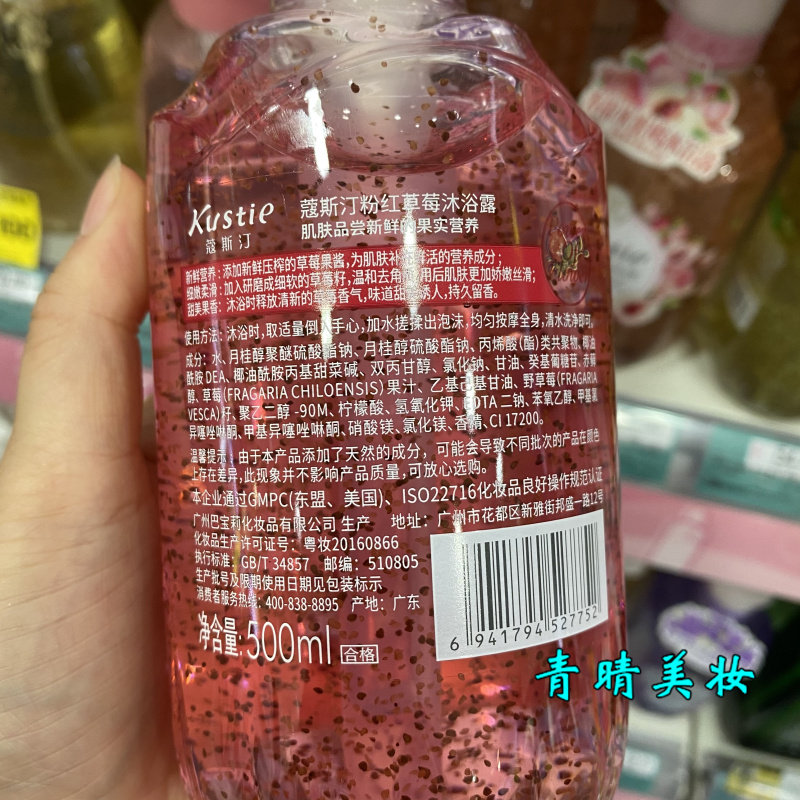 Kustie
蔻斯汀
蔻斯汀粉红草莓沐浴露
肌肤品尝新鲜的果实营养
新鲜营养：添加新鲜压榨的草莓果酱，为肌肤补 鲜活的营养成分；
细嫩柔滑：加入研磨成细软的草莓籽，温和去角 用后肌肤更加娇嫩丝滑；
甜美果香：沐浴时释放清新的草莓香气，味道甜 诱人，持久留香。
使用方法：沐浴时，取适量倒入手心，加水搓揉出泡沫，均匀按摩全身，清水洗净即可。
成分：水、月桂醇聚醚硫酸酯钠、月桂醇硫酸酯钠、丙烯酸(酯)类共聚物、椰油
酰胺DEA、椰油酰胺丙基甜菜碱、双丙甘醇、氯化钠、甘油、癸基葡糖苷、赤藓
醇、草莓(FRAGARIA CHILOENSIS)果汁、乙基己基甘油、野草莓(FRAGARIA
VESCA)籽、聚乙二醇-90M、柠檬酸、氢氧化钾、EDTA二钠、苯氧乙醇、甲基氯
异噻唑啉酮、甲基异噻唑啉酮、硝酸镁、氯化镁、香精、CI 17200。
温馨提示：由于本产品添加了天然的成分，可能会导致不同批次的产品在颜色
上存在差异，此现象并不影响产品质量，可放心选购。
本企业通过GMPC(东盟、美国)、ISO22716化妆品良好操作规范认证
广州巴宝莉化妆品有限公司 生产 地址：广州市花都区新雅街邦盛一路12号
化妆品生产许可证号：粤妆20160866
执行标准：GB/T 34857 邮编：510805
生产批号及限期使用日期见包装标示
消费者服务热线：400-838-8895 产地：广东
净含量:500ml 合格
6 941794 527752
青晴美妆